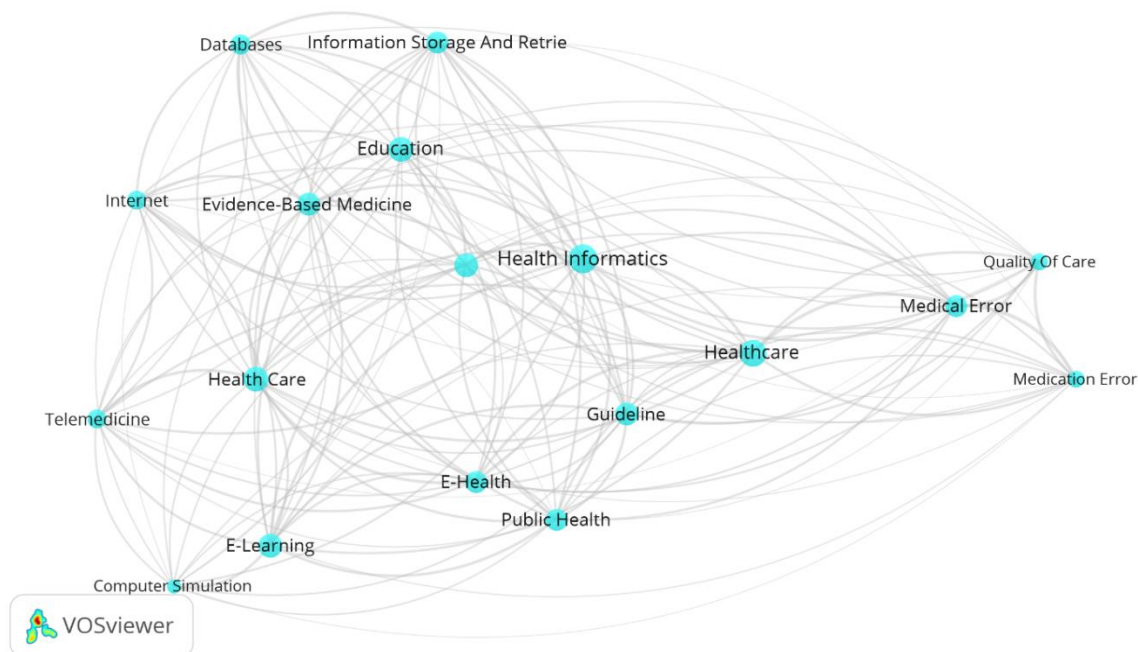 Databases
Information Storage And Retrie
Education
Internet
Evidence-Based Medicine
Health Informatics
Quality Of Care
Medical Error
Healthcare
Health Care
Medication Error
Telemedicine
Guideline
E-Health
Public Health
E-Learning
Computer Simulation
VOSviewer